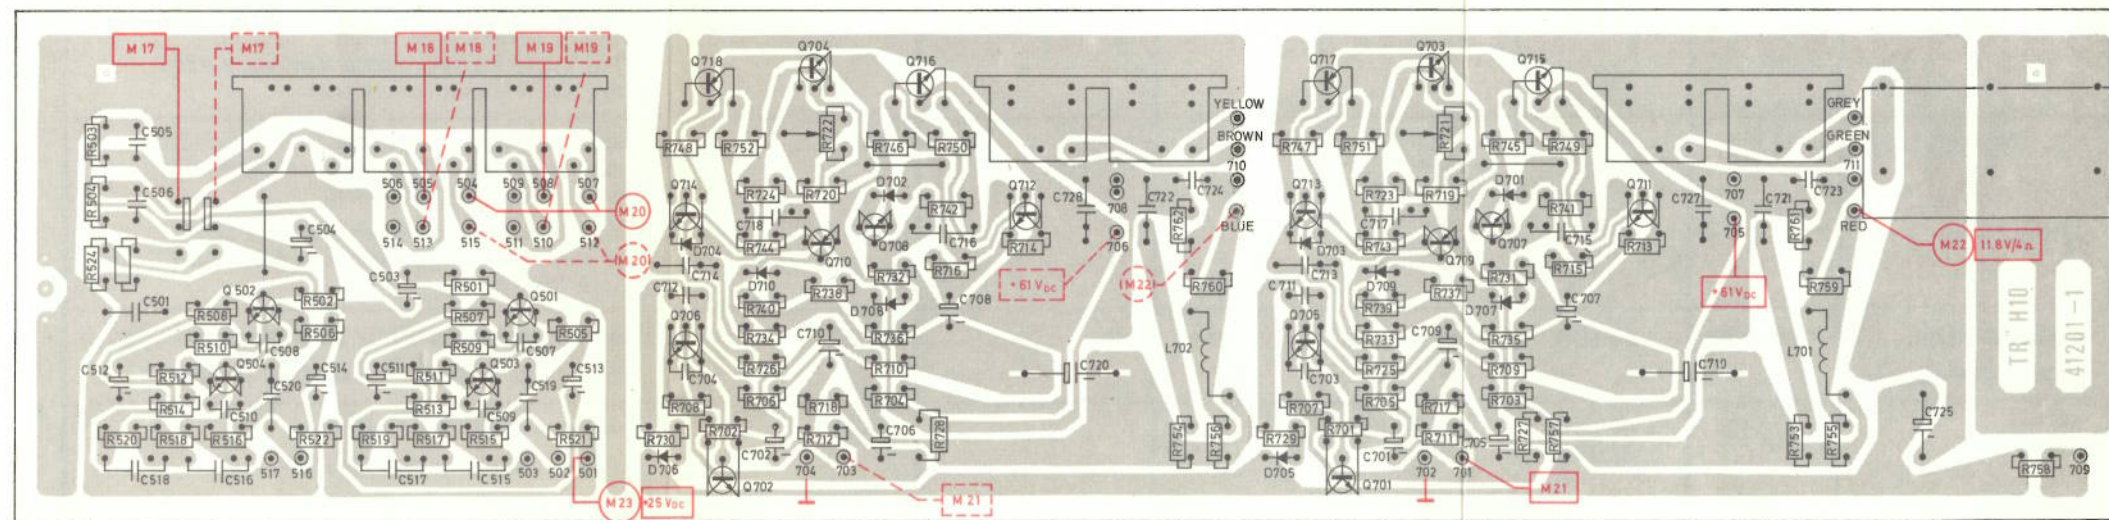 M 17 M17 M 18 M 18 M 19 M19
Q718 Q704 Q716 Q717 Q703 Q715
YELLOW GREY
R503 C505 R722 R721
BROWN GREEN
R748 R752 R746 R750 R747 R751 R745 R749
710 711
506 505 504 509 508 507
R504 C506 Q714 R724 R720 D702 Q712 C728 708 C722 C724 Q713 R723 R719 D701 Q711 C727 707 C721 C723
M 20 R742 R762 R741 R761
C718 C717
514 513 515 511 510 512
BLUE RED
C504 D704 R744 Q710 Q708 C716 R714 706 D703 R743 Q709 Q707 C715 R713 705
M 20 M22 11.8V/4Ω
R524 C503 R501 C714 D710 R732 R716 +61VDC M22 R760 C713 D709 R731 R715 +61VDC R759
C501 Q502 R502 R508 R506 R507 Q501 R505 C712 R738 R740 D708 C708 C711 R737 R739 D707 C707
R510 C508 R509 C507 Q706 R734 C710 R736 L702 Q705 R733 C709 R735 L701
TR H10 41201-1
C512 R512 Q504 C520 C514 C511 R511 Q503 C519 C513 C704 R726 R710 C720 C703 R725 R709 C719
R514 C510 R513 C509 R708 R706 R718 R704 R707 R705 R717 R703
R520 R518 R516 R522 R519 R517 R515 R521 R730 R702 C702 R712 C706 R728 R754 R756 R729 R701 C701 R711 C705 R727 R757 R753 R755 C725
C518 C516 517 516 C517 C515 503 502 501 D706 Q702 704 703 D705 Q701 702 701 R758 709
M 23 +25 VDC M 21 M 21